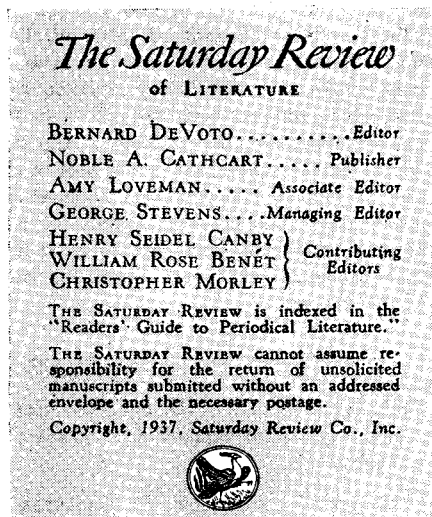 The Saturday Review
of LITERATURE
BERNARD DEVOTO..........Editor
NOBLE A. CATHCART..... Publisher
AMY LOVEMAN..... Associate Editor
GEORGE STEVENS....Managing Editor
HENRY SEIDEL CANBY
WILLIAM ROSE BENÉT
CHRISTOPHER MORLEY
Contributing
Editors
THE SATURDAY REVIEW is indexed in the
"Readers' Guide to Periodical Literature."
THE SATURDAY REVIEW cannot assume re-
sponsibility for the return of unsolicited
manuscripts submitted without an addressed
envelope and the necessary postage.
Copyright, 1937, Saturday Review Co., Inc.